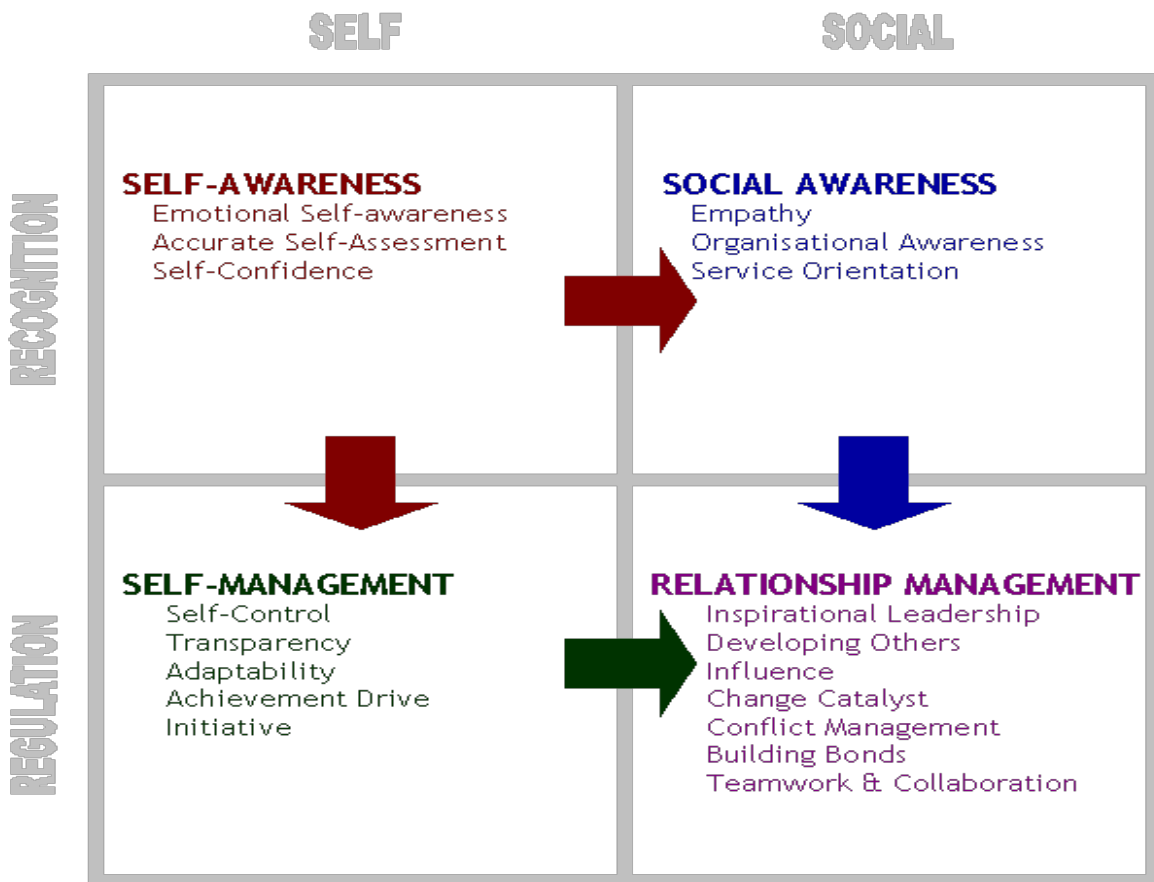 SELF
SOCIAL
RECOGNITION
SELF-AWARENESS
Emotional Self-awareness
Accurate Self-Assessment
Self-Confidence
SOCIAL AWARENESS
Empathy
Organisational Awareness
Service Orientation
REGULATION
SELF-MANAGEMENT
Self-Control
Transparency
Adaptability
Achievement Drive
Initiative
RELATIONSHIP MANAGEMENT
Inspirational Leadership
Developing Others
Influence
Change Catalyst
Conflict Management
Building Bonds
Teamwork & Collaboration